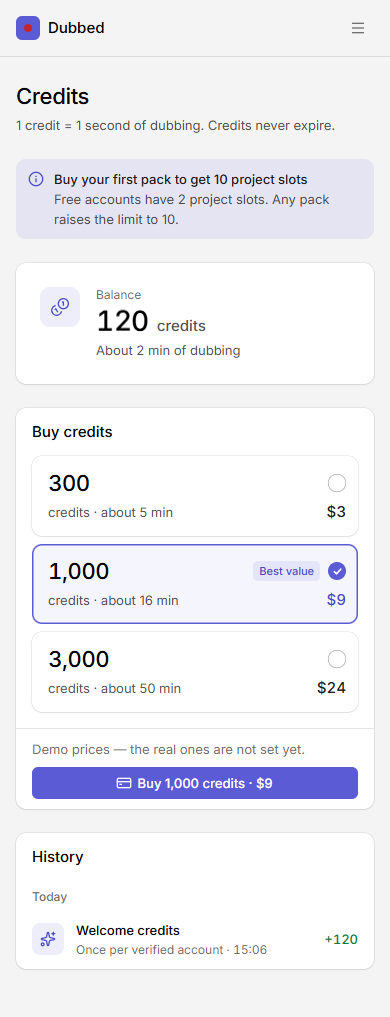 Dubbed
Credits
1 credit = 1 second of dubbing. Credits never expire.
Buy your first pack to get 10 project slots
Free accounts have 2 project slots. Any pack
raises the limit to 10.
Balance
120 credits
About 2 min of dubbing
Buy credits
300
credits · about 5 min
$3
1,000
Best value
credits · about 16 min
$9
3,000
credits · about 50 min
$24
Demo prices — the real ones are not set yet.
Buy 1,000 credits · $9
History
Today
Welcome credits
Once per verified account · 15:06
+120